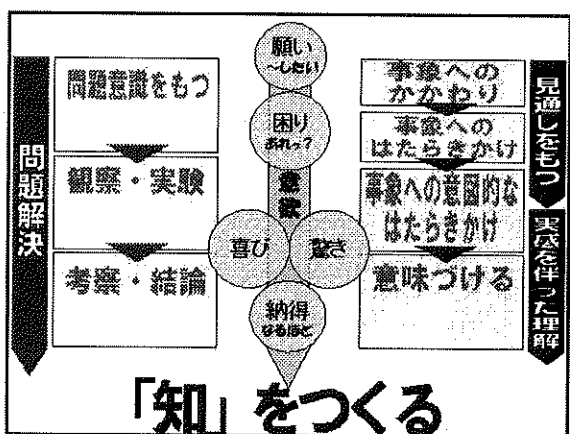 問題解決
問題意識をもつ
観察・実験
考察・結論
願い
～したい
困り
あれっ?
意欲
喜び
驚き
納得
なるほど
事象への
かかわり
事象への
はたらきかけ
事象への意図的な
はたらきかけ
意味づける
見通しをもつ
実感を伴った理解
「知」をつくる